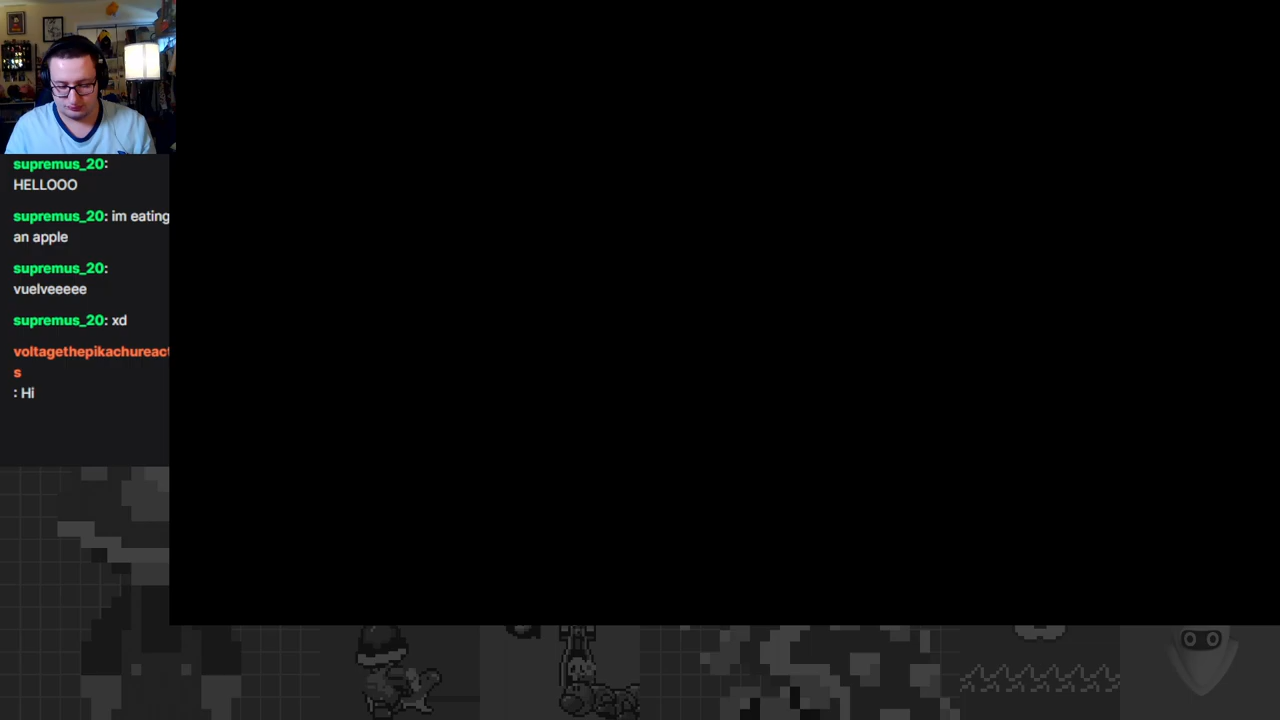 supremus_20:
HELLOOO
supremus_20: im eating
an apple
supremus_20:
vuelveeeee
supremus_20: xd
voltagethepikachureact
s
: Hi